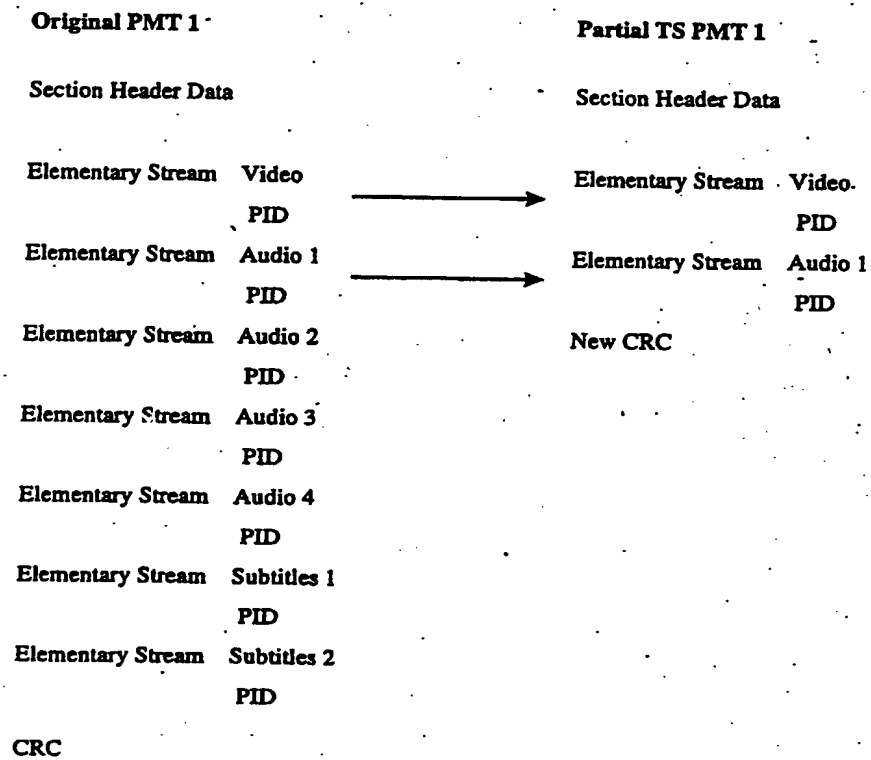 Original PMT 1
Section Header Data
Elementary Stream Video
PID
Elementary Stream Audio 1
PID
Elementary Stream Audio 2
PID
Elementary Stream Audio 3
PID
Elementary Stream Audio 4
PID
Elementary Stream Subtitles 1
PID
Elementary Stream Subtitles 2
PID
CRC
Partial TS PMT 1
Section Header Data
Elementary Stream Video
PID
Elementary Stream Audio 1
PID
New CRC